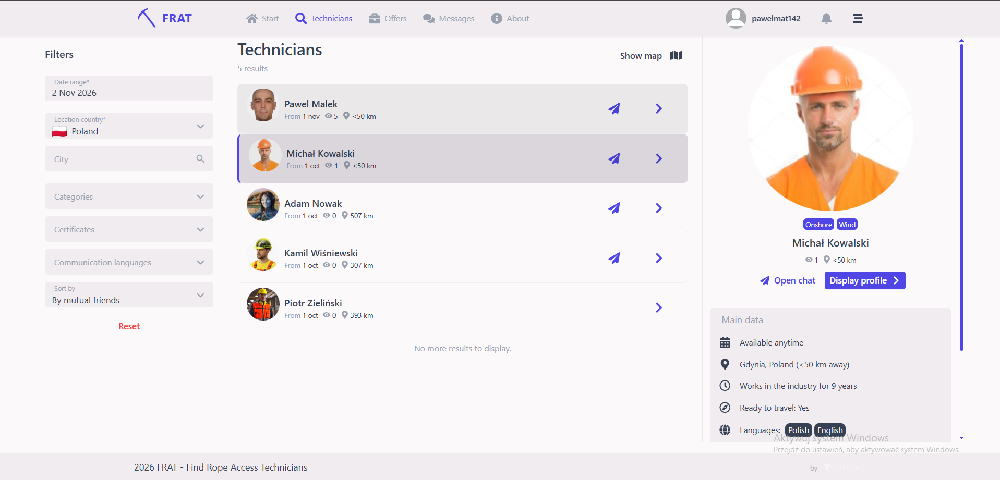 FRAT
Start
Technicians
Offers
Messages
About
pawelmat142
Filters
Date range*
2 Nov 2026
Location country*
Poland
City
Categories
Certificates
Communication languages
Sort by
By mutual friends
Reset
Technicians
5 results
Show map
Pawel Malek
From 1 nov 5 <50 km
Michał Kowalski
From 1 oct 1 <50 km
Adam Nowak
From 1 oct 0 507 km
Kamil Wiśniewski
From 1 oct 0 307 km
Piotr Zieliński
From 1 oct 0 393 km
No more results to display.
Onshore Wind
Michał Kowalski
1 <50 km
Open chat
Display profile
Main data
Available anytime
Gdynia, Poland (<50 km away)
Works in the industry for 9 years
Ready to travel: Yes
Languages: Polish English
Aktywuj system Windows
Przejdź do ustawień, aby aktywować system Windows.
2026 FRAT - Find Rope Access Technicians
by